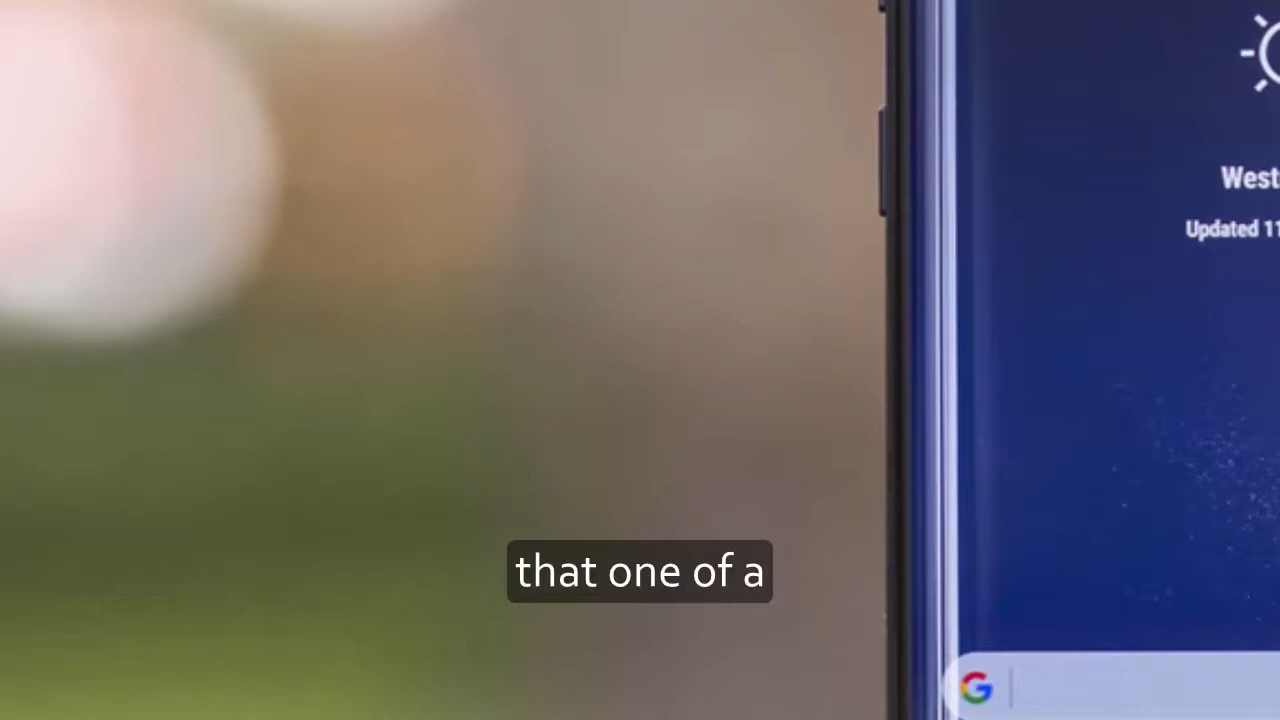 West
Updated 11
that one of a
G